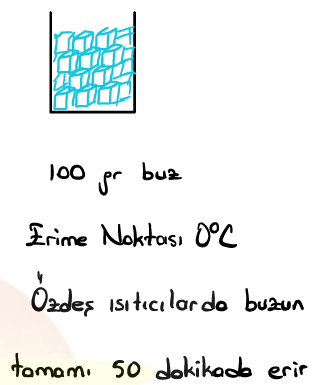 100 gr buz
Erime Noktası 0°C
Özdeş ısıtıcılarda buzun
tamamı 50 dakikada erir